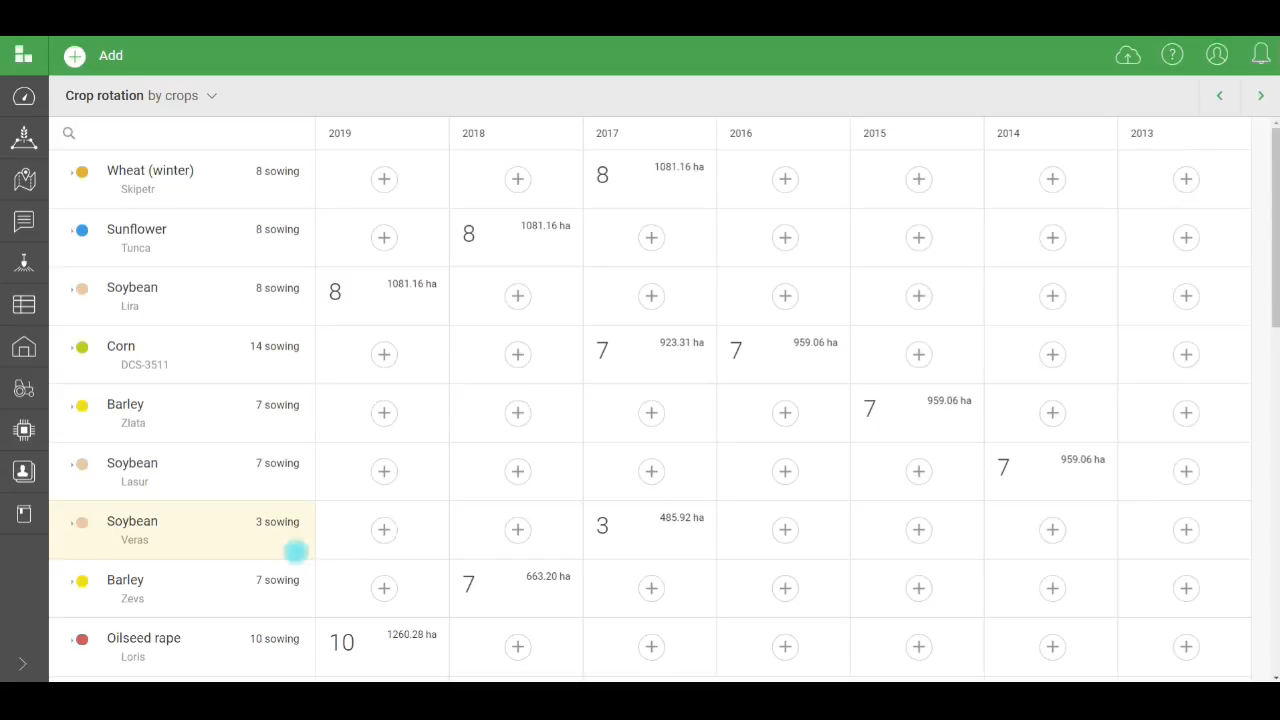 Add
Crop rotation by crops
2019 2018 2017 2016 2015 2014 2013
Wheat (winter) 8 sowing 8 1081.16 ha
Skipetr
Sunflower 8 sowing 8 1081.16 ha
Tunca
Soybean 8 sowing 8 1081.16 ha
Lira
Corn 14 sowing 7 923.31 ha 7 959.06 ha
DCS-3511
Barley 7 sowing 7 959.06 ha
Zlata
Soybean 7 sowing 7 959.06 ha
Lasur
Soybean 3 sowing 3 485.92 ha
Veras
Barley 7 sowing 7 663.20 ha
Zevs
Oilseed rape 10 sowing 10 1260.28 ha
Loris